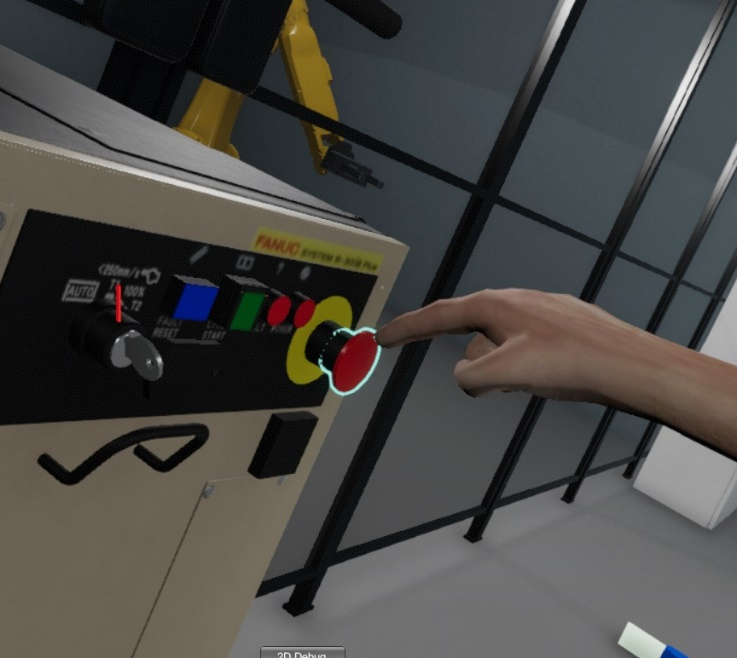 FANUC SYSTEM R-30iB Plus
<250mm/s
AUTO
T1
100%
T2
FAULT
RESET
START
2D Debug